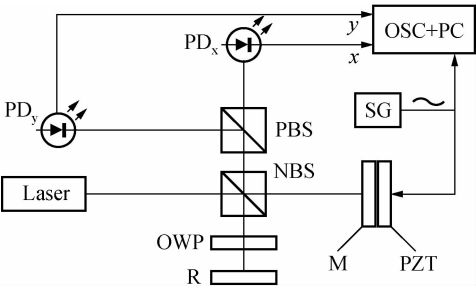 y
OSC+PC
PDx
x
SG
PDy
PBS
NBS
Laser
OWP
R
M
PZT